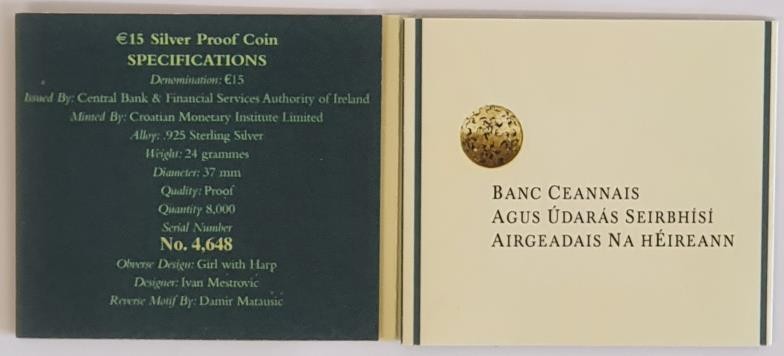 €15 Silver Proof Coin
SPECIFICATIONS
Denomination: €15
Issued By: Central Bank & Financial Services Authority of Ireland
Minted By: Croatian Monetary Institute Limited
Alloy: .925 Sterling Silver
Weight: 24 grammes
Diameter: 37 mm
Quality: Proof
Quantity 8,000
Serial Number
No. 4,648
Obverse Design: Girl with Harp
Designer: Ivan Mestrovic
Reverse Motif By: Damir Matausic
BANC CEANNAIS
AGUS ÚDARÁS SEIRBHÍSÍ
AIRGEADAIS NA HÉIREANN